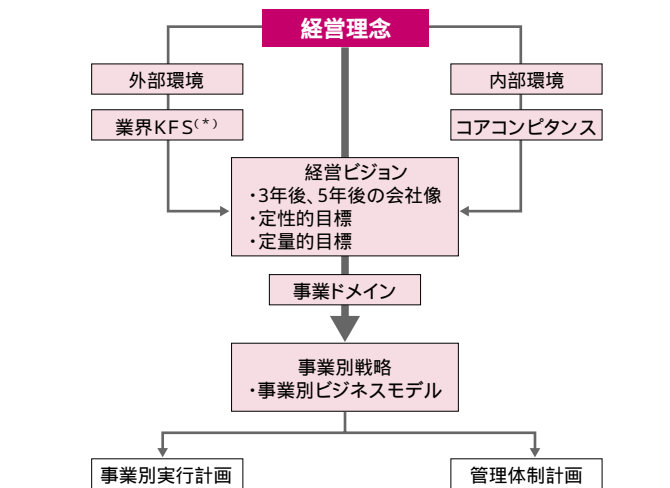 経営理念
外部環境
内部環境
業界KFS(*)
コアコンピタンス
経営ビジョン
・3年後、5年後の会社像
・定性的目標
・定量的目標
事業ドメイン
事業別戦略
・事業別ビジネスモデル
事業別実行計画
管理体制計画